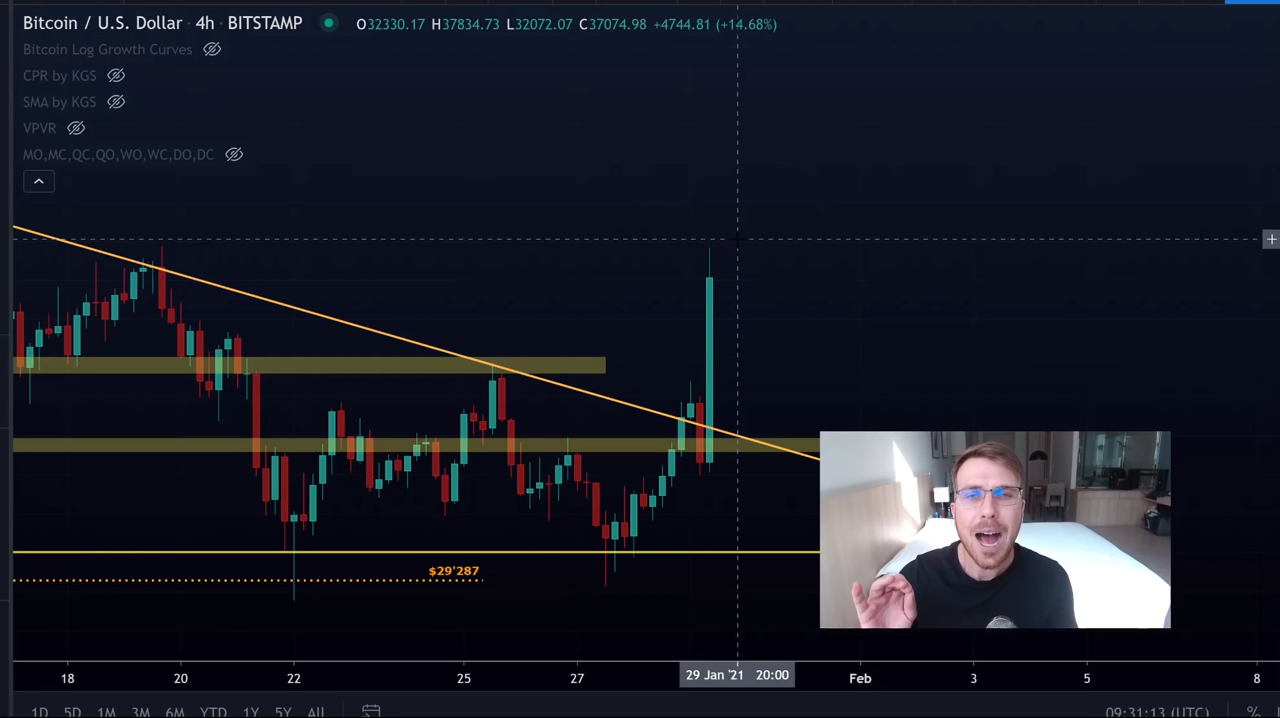 Bitcoin / U.S. Dollar · 4h · BITSTAMP O32330.17 H37834.73 L32072.07 C37074.98 +4744.81 (+14.68%)
Bitcoin Log Growth Curves
CPR by KGS
SMA by KGS
VPVR
MO,MC,QC,QO,WO,WC,DO,DC
$29'287
18 20 22 25 27 29 Jan '21 20:00 Feb 3 5 8
1D 5D 1M 3M 6M YTD 1Y 5Y All 09:31:13 (UTC) %